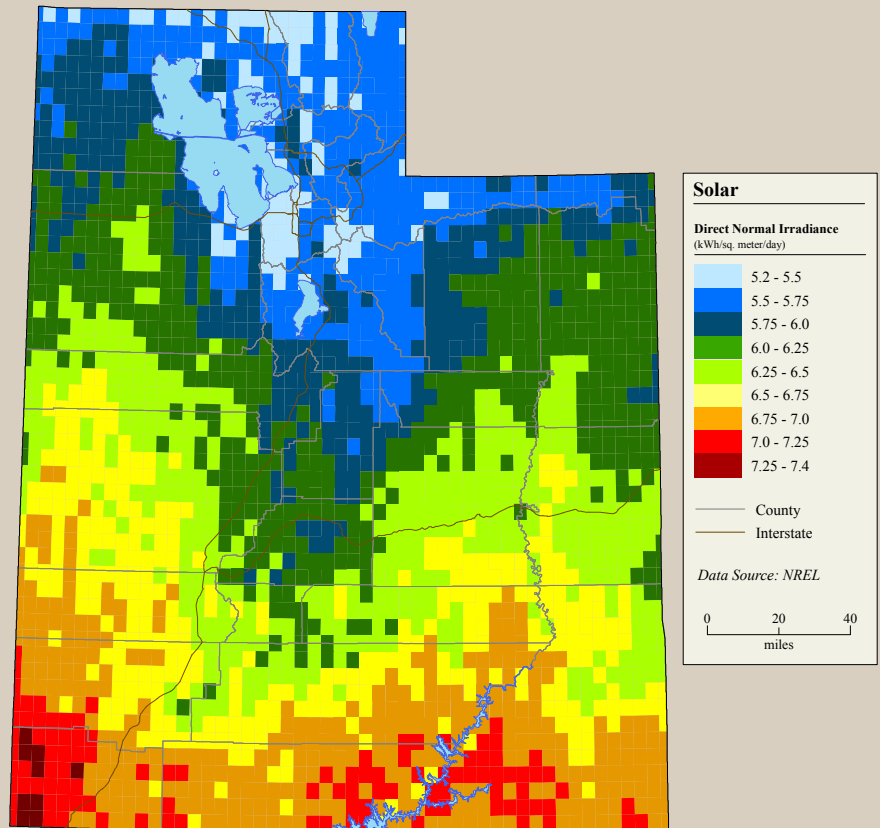 Solar
Direct Normal Irradiance
(kWh/sq. meter/day)
5.2 - 5.5
5.5 - 5.75
5.75 - 6.0
6.0 - 6.25
6.25 - 6.5
6.5 - 6.75
6.75 - 7.0
7.0 - 7.25
7.25 - 7.4
County
Interstate
Data Source: NREL
0 20 40
miles